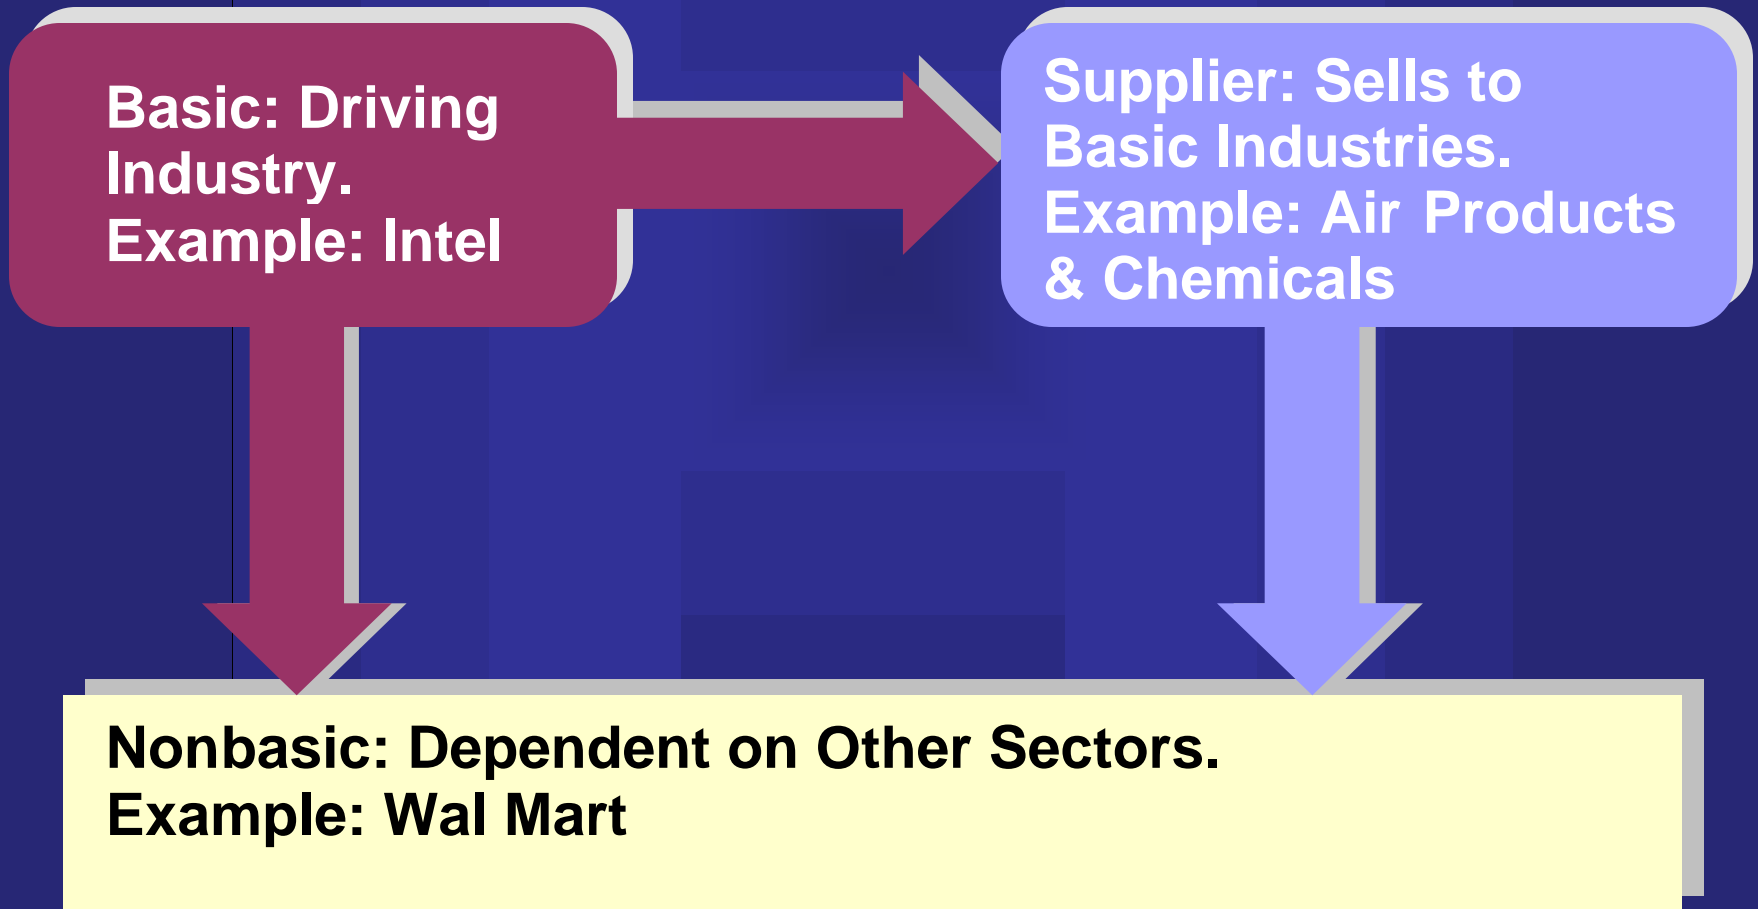 Basic: Driving
Industry.
Example: Intel
Supplier: Sells to
Basic Industries.
Example: Air Products
& Chemicals
Nonbasic: Dependent on Other Sectors.
Example: Wal Mart